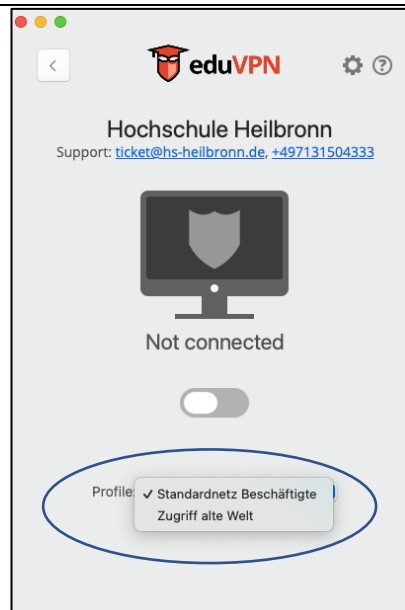 eduVPN
Hochschule Heilbronn
Support: ticket@hs-heilbronn.de, +497131504333
Not connected
Profile: ✓ Standardnetz Beschäftigte
Zugriff alte Welt